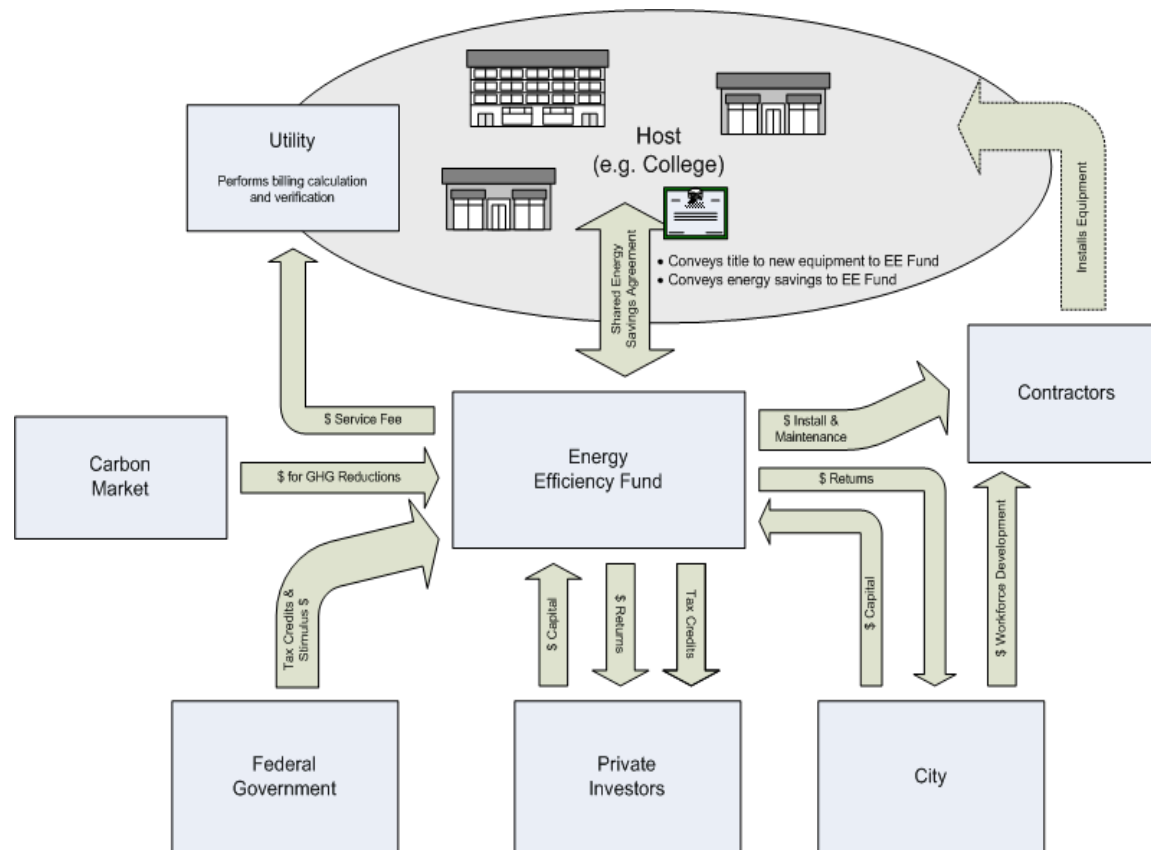 Utility
Performs billing calculation
and verification
Host
(e.g. College)
• Conveys title to new equipment to EE Fund
• Conveys energy savings to EE Fund
Installs Equipment
Shared Energy
Savings Agreement
Contractors
$ Service Fee
Carbon
Market
$ for GHG Reductions
Energy
Efficiency Fund
$ Install &
Maintenance
$ Returns
Tax Credits &
Stimulus $
$ Capital
$ Returns
Tax Credits
$ Capital
$ Workforce Development
Federal
Government
Private
Investors
City